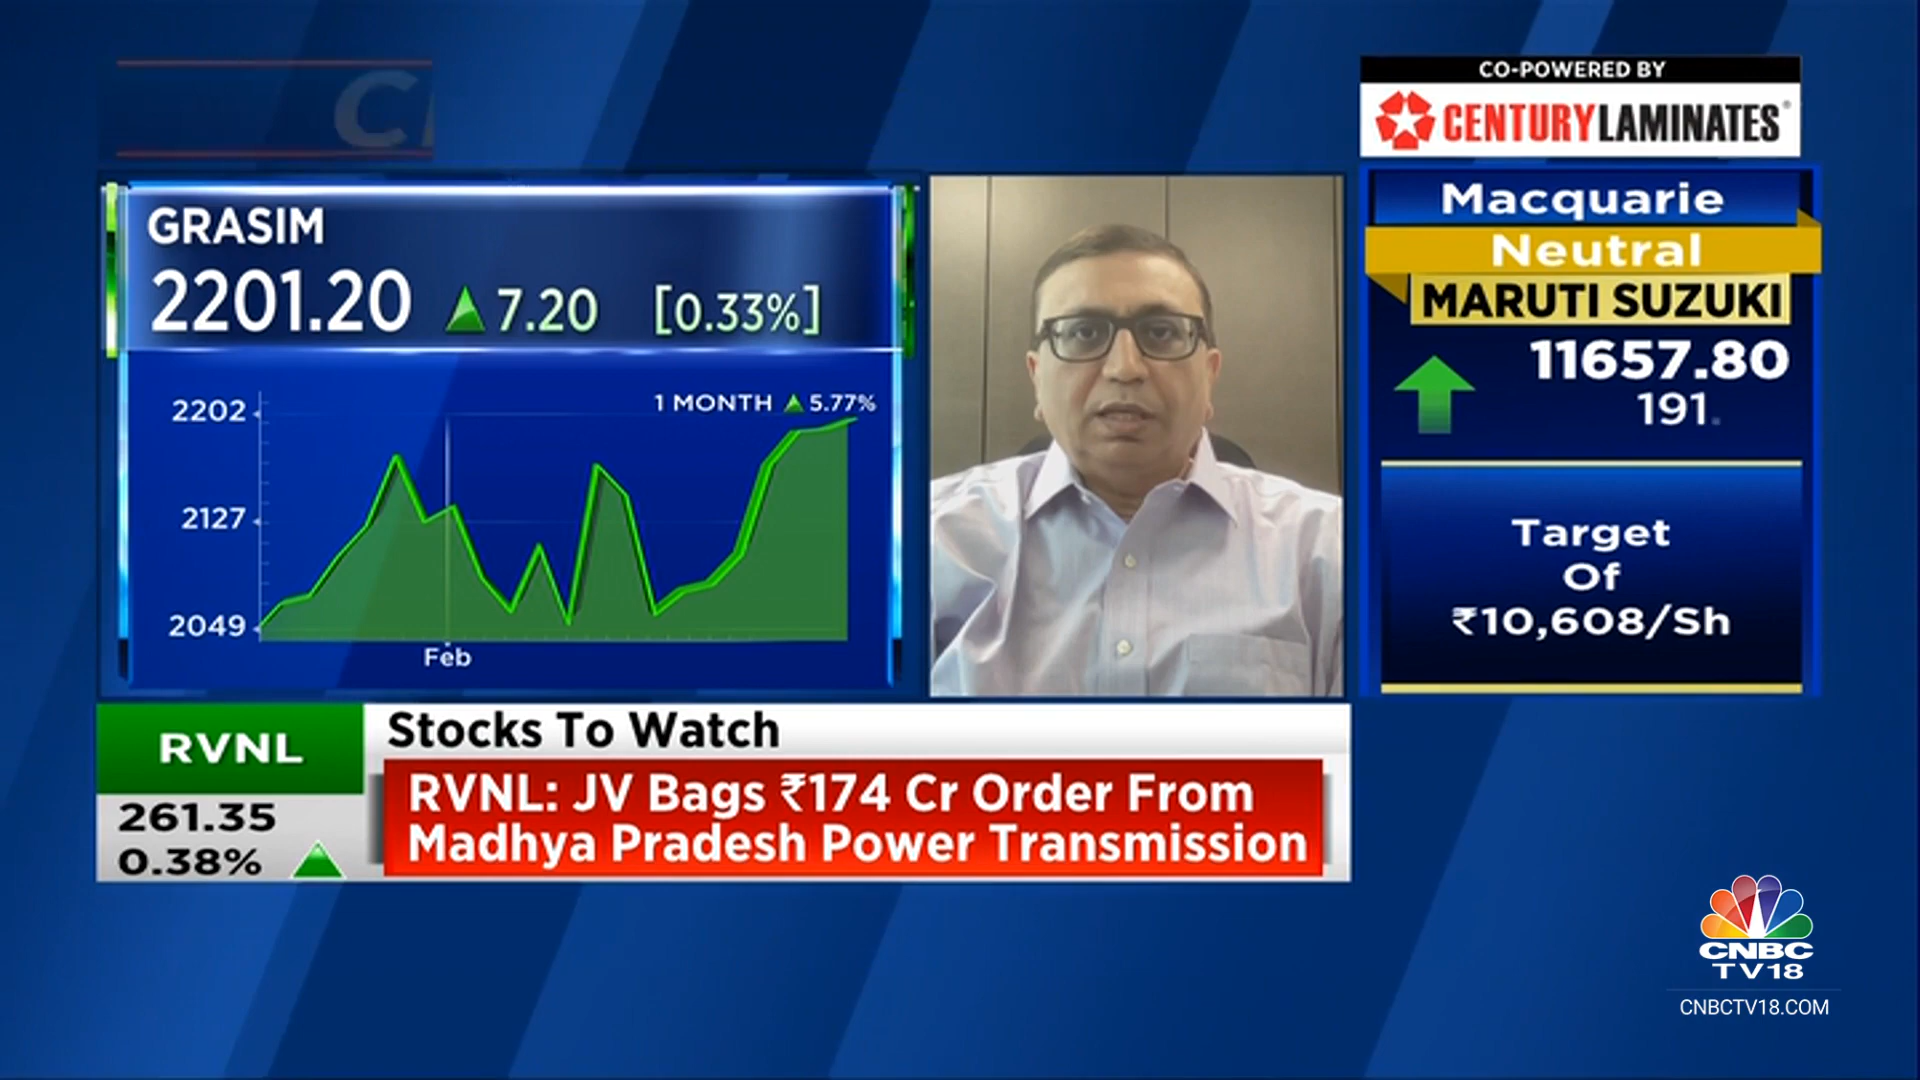 CO-POWERED BY
CENTURYLAMINATES®
GRASIM
2201.20 ▲ 7.20 [0.33%]
1 MONTH ▲ 5.77%
2202
2127
2049
Feb
Macquarie
Neutral
MARUTI SUZUKI
11657.80
191.
Target
Of
₹10,608/Sh
RVNL
261.35
0.38%
Stocks To Watch
RVNL: JV Bags ₹174 Cr Order From
Madhya Pradesh Power Transmission
CNBC
TV18
CNBCTV18.COM